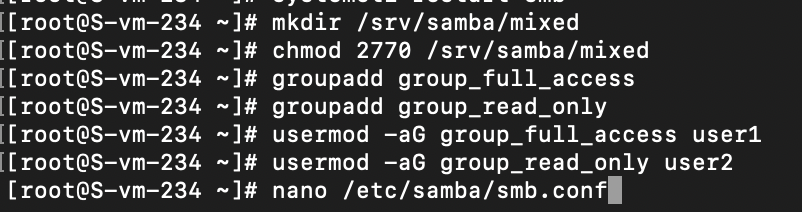 [[root@S-vm-234 ~]# mkdir /srv/samba/mixed
[[root@S-vm-234 ~]# chmod 2770 /srv/samba/mixed
[[root@S-vm-234 ~]# groupadd group_full_access
[[root@S-vm-234 ~]# groupadd group_read_only
[[root@S-vm-234 ~]# usermod -aG group_full_access user1
[[root@S-vm-234 ~]# usermod -aG group_read_only user2
[root@S-vm-234 ~]# nano /etc/samba/smb.conf